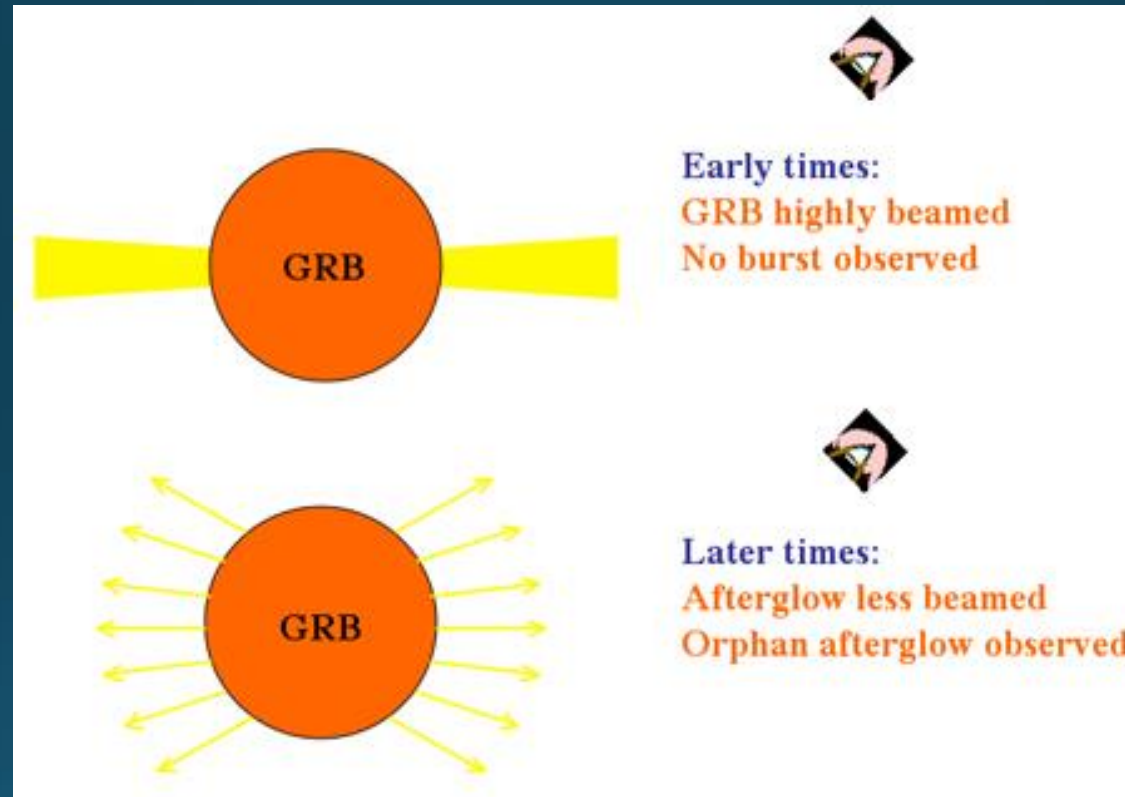 GRB
Early times:
GRB highly beamed
No burst observed
GRB
Later times:
Afterglow less beamed
Orphan afterglow observed